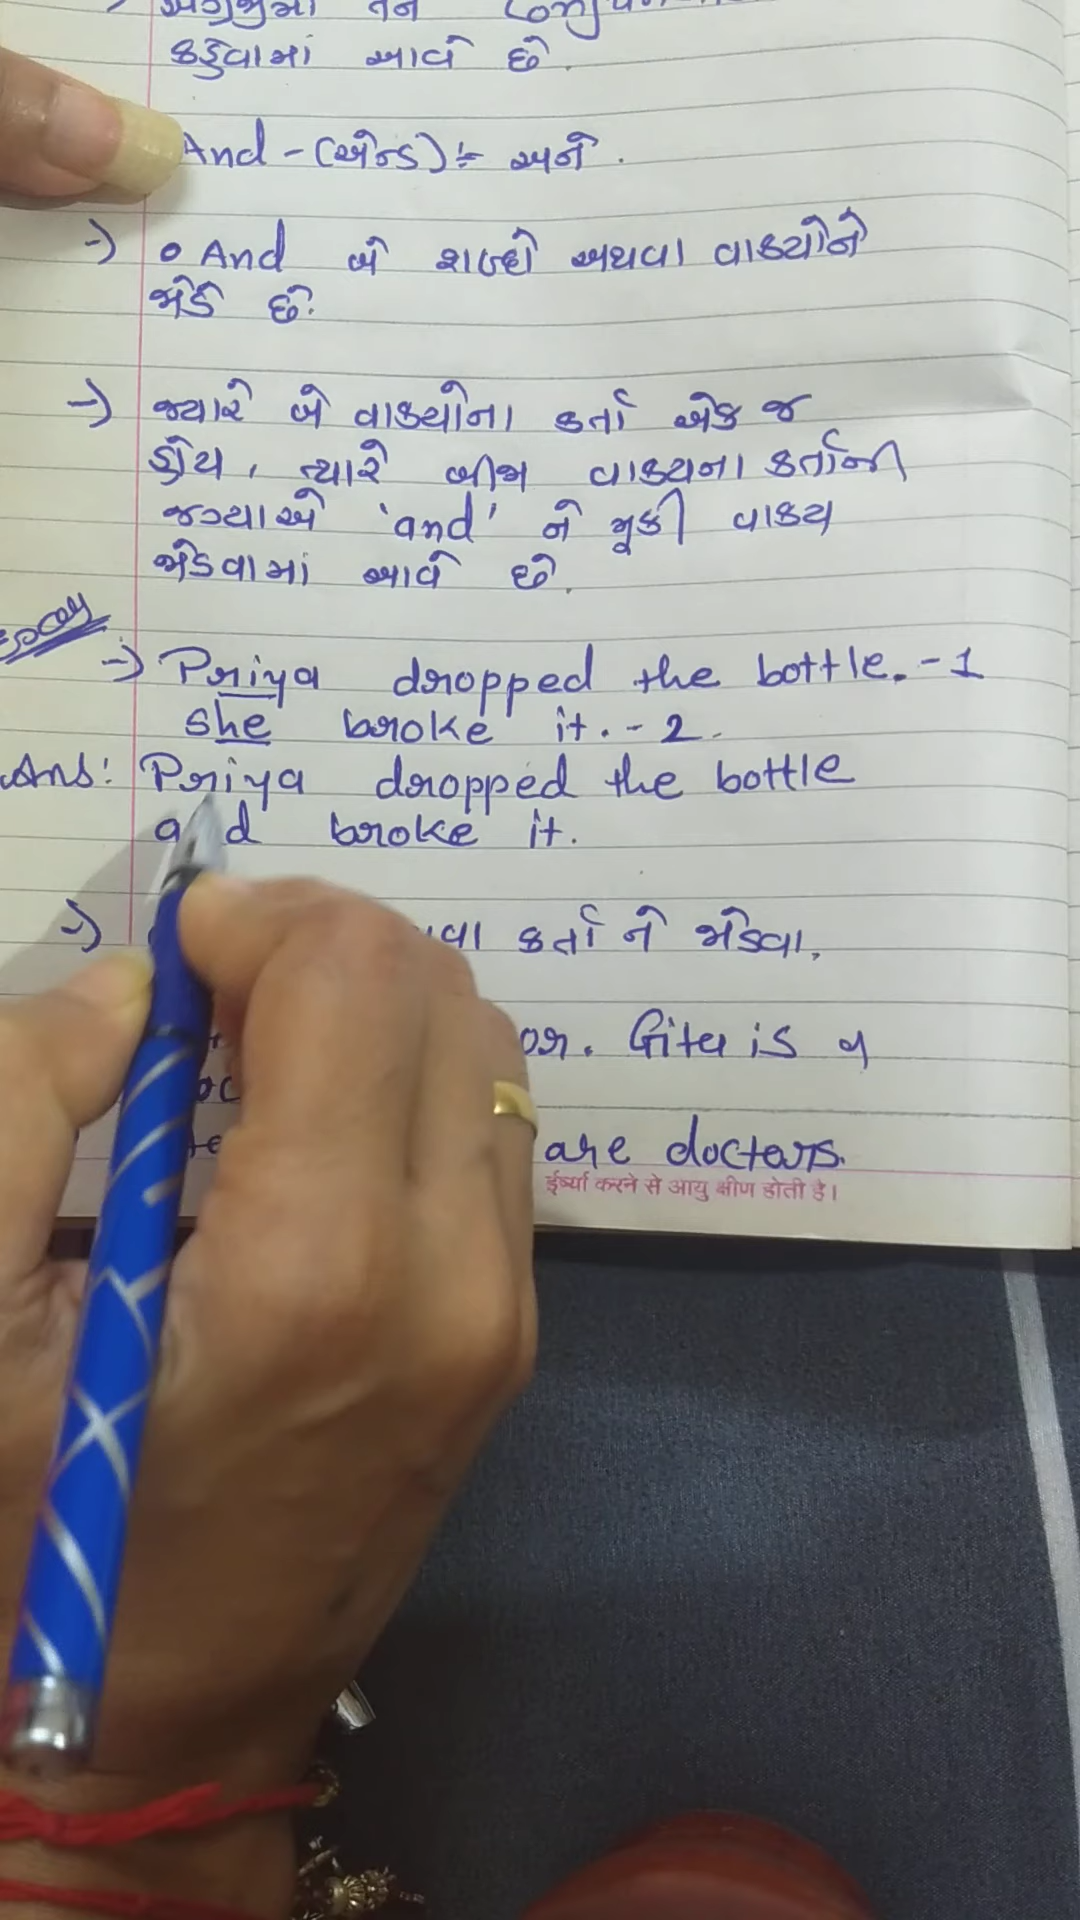 અંગ્રેજીમાં તેને
કહેવામાં આવે છે.
And - (એન્ડ) :- અને .
-> • And બે શબ્દો અથવા વાક્યોને
જોડે છે.
-> જ્યારે બે વાક્યોના કર્તા એક જ
હોય, ત્યારે બીજા વાક્યના કર્તાની
જગ્યાએ 'and' ને મૂકી વાક્ય
જોડવામાં આવે છે.
-> Priya dropped the bottle. - 1
she broke it. - 2.
Ans: Priya dropped the bottle
and broke it.
-> કર્તા ને જોડવા.
Gita is a
are doctors.
ईर्ष्या करने से आयु क्षीण होती है।